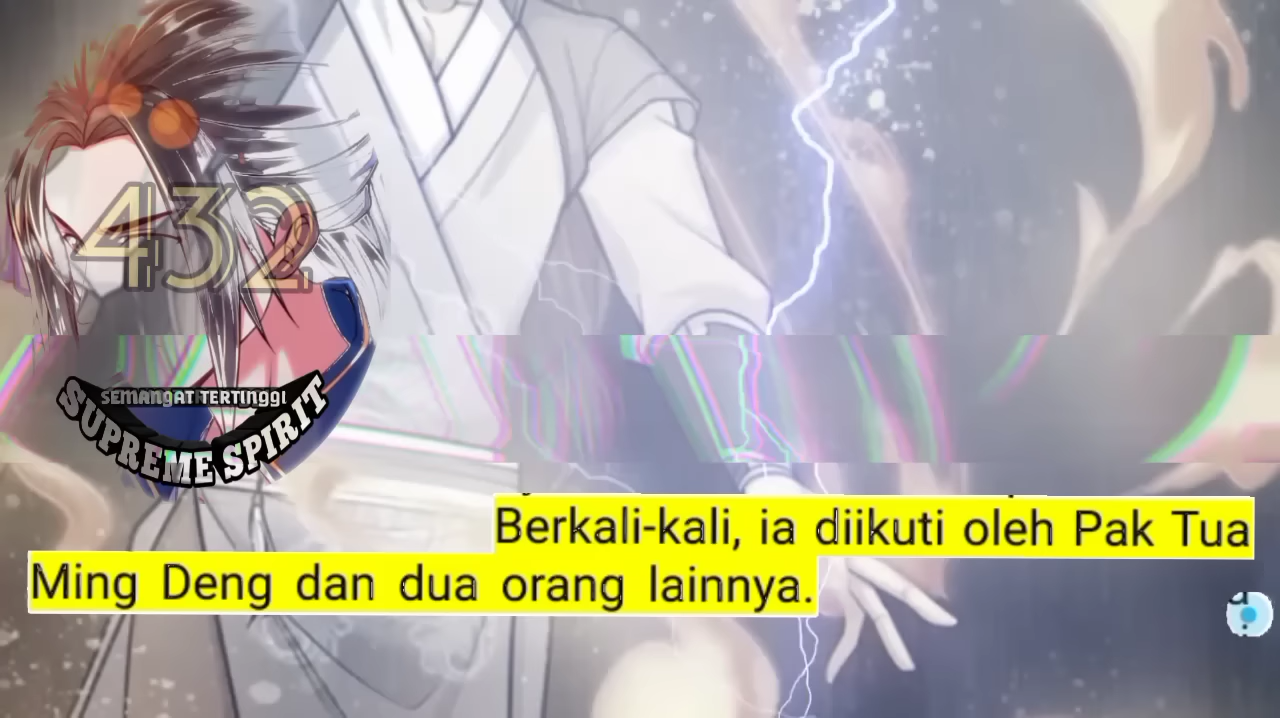 432
SEMANGAT TERTINGGI
SUPREME SPIRIT
Berkali-kali, ia diikuti oleh Pak Tua
Ming Deng dan dua orang lainnya.